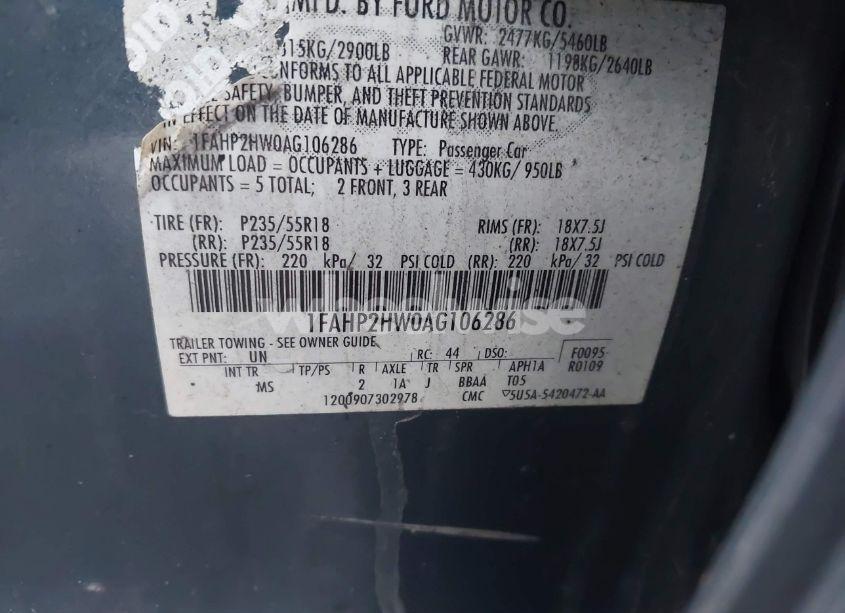 MFD. BY FORD MOTOR CO.
GVWR: 2477KG/5460LB
315KG/2900LB REAR GAWR: 1198KG/2640LB
NFORMS TO ALL APPLICABLE FEDERAL MOTOR
SAFETY, BUMPER, AND THEFT PREVENTION STANDARDS
IN EFFECT ON THE DATE OF MANUFACTURE SHOWN ABOVE.
VIN: 1FAHP2HW0AG106286 TYPE: Passenger Car
MAXIMUM LOAD = OCCUPANTS + LUGGAGE = 430KG/ 950LB
OCCUPANTS = 5 TOTAL; 2 FRONT, 3 REAR
TIRE (FR): P235/55R18 RIMS (FR): 18X7.5J
(RR): P235/55R18 (RR): 18X7.5J
PRESSURE (FR): 220 kPa/ 32 PSI COLD (RR): 220 kPa/ 32 PSI COLD
1FAHP2HW0AG106286
TRAILER TOWING - SEE OWNER GUIDE
EXT PNT: UN RC: 44 DSO: F0095
INT TR TP/PS R AXLE TR SPR APH1A R0109
MS 2 1A J BBAA T05
1200907302978 CMC 5U5A-5420472-AA